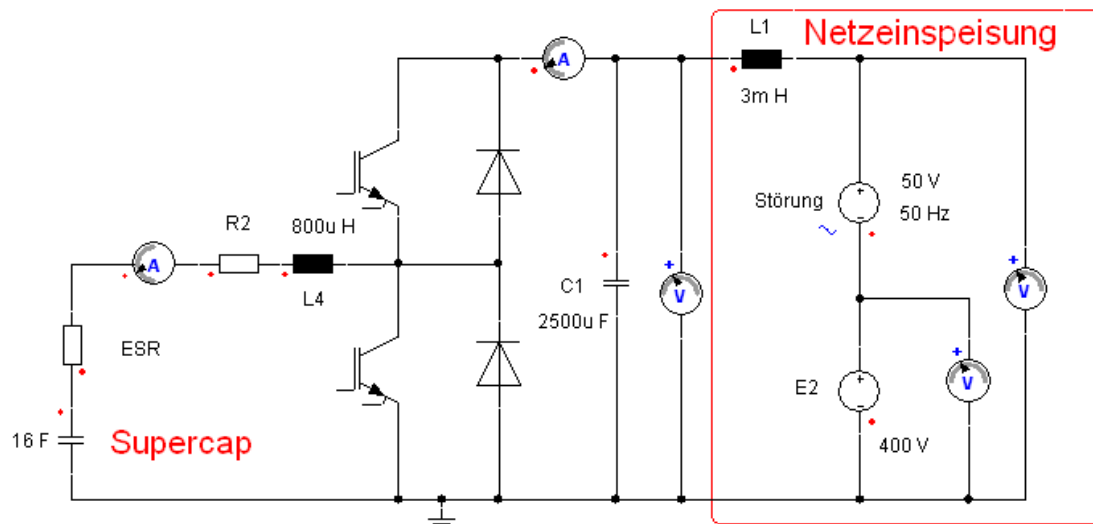 L1
Netzeinspeisung
A
3m H
50 V
Störung
50 Hz
R2
800u H
A
L4
C1
V
V
2500u F
ESR
E2
V
16 F
Supercap
400 V